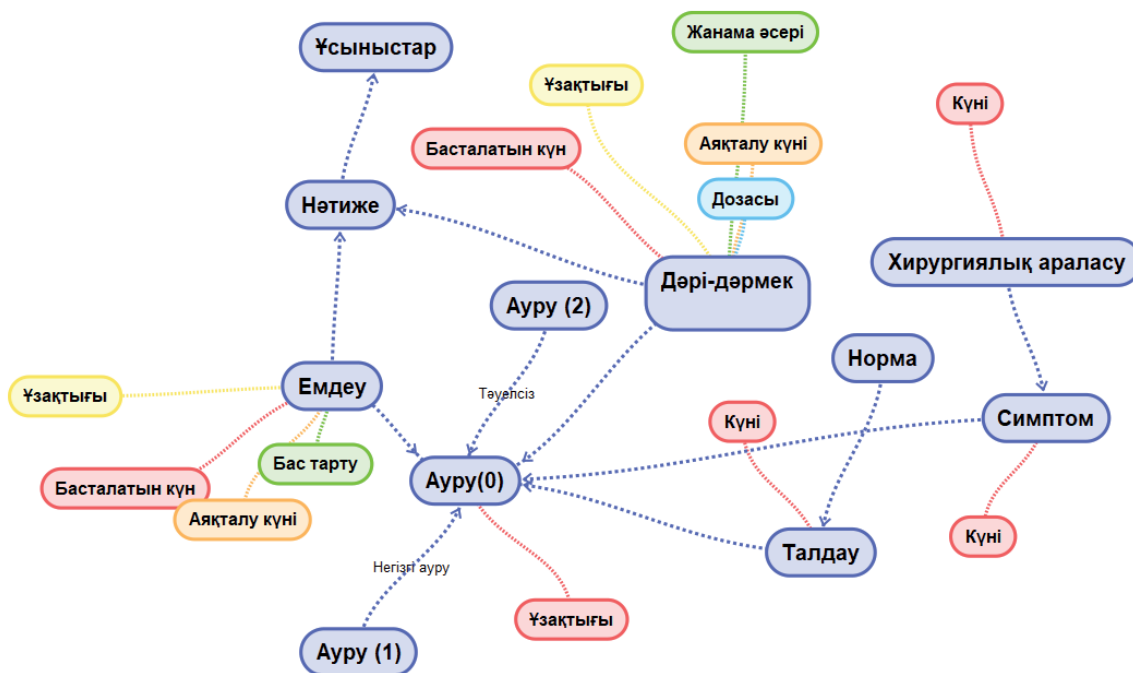 Ұсыныстар
Жанама әсері
Ұзақтығы
Күні
Басталатын күн
Аяқталу күні
Дозасы
Нәтиже
Хирургиялық араласу
Дәрі-дәрмек
Ауру (2)
Норма
Емдеу
Ұзақтығы
Тәуелсіз
Күні
Симптом
Бас тарту
Ауру(0)
Басталатын күн
Аяқталу күні
Күні
Талдау
Негізгі ауру
Ұзақтығы
Ауру (1)